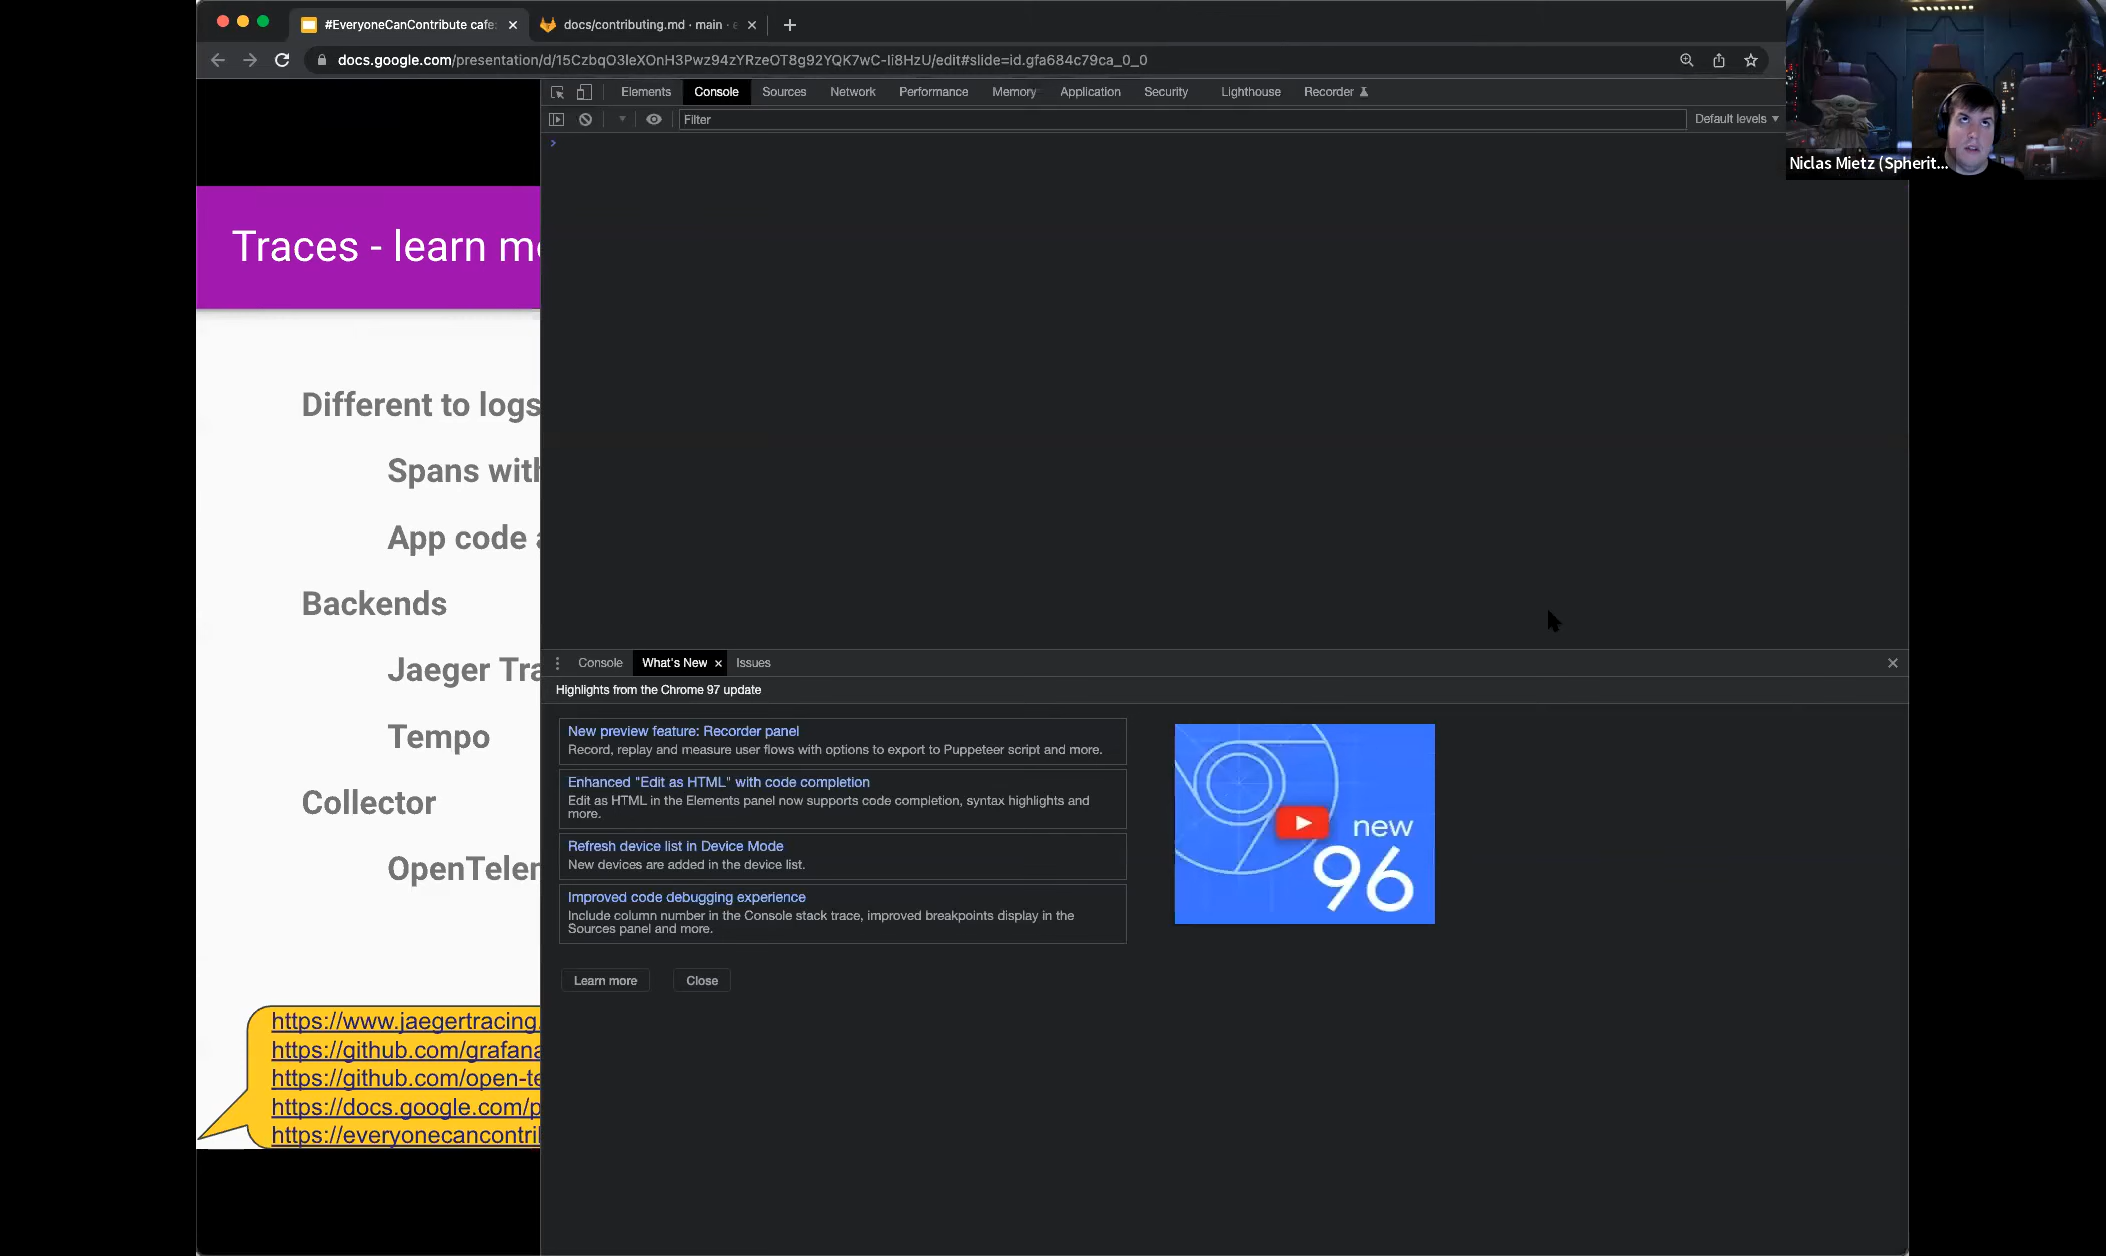 #EveryoneCanContribute cafe:
docs/contributing.md · main ·
docs.google.com/presentation/d/15CzbqO3leXOnH3Pwz94zYRzeOT8g92YQK7wC-Ii8HzU/edit#slide=id.gfa684c79ca_0_0
Elements Console Sources Network Performance Memory Application Security Lighthouse Recorder
Filter
Default levels
Niclas Mietz (Spherit...
Traces - learn mo
Different to logs
Spans with
App code a
Backends
Jaeger Tra
Tempo
Collector
OpenTelem
https://www.jaegertracing.
https://github.com/grafana
https://github.com/open-te
https://docs.google.com/p
https://everyonecancontrib
Console What's New Issues
Highlights from the Chrome 97 update
New preview feature: Recorder panel
Record, replay and measure user flows with options to export to Puppeteer script and more.
Enhanced "Edit as HTML" with code completion
Edit as HTML in the Elements panel now supports code completion, syntax highlights and
more.
Refresh device list in Device Mode
New devices are added in the device list.
Improved code debugging experience
Include column number in the Console stack trace, improved breakpoints display in the
Sources panel and more.
new
96
Learn more Close